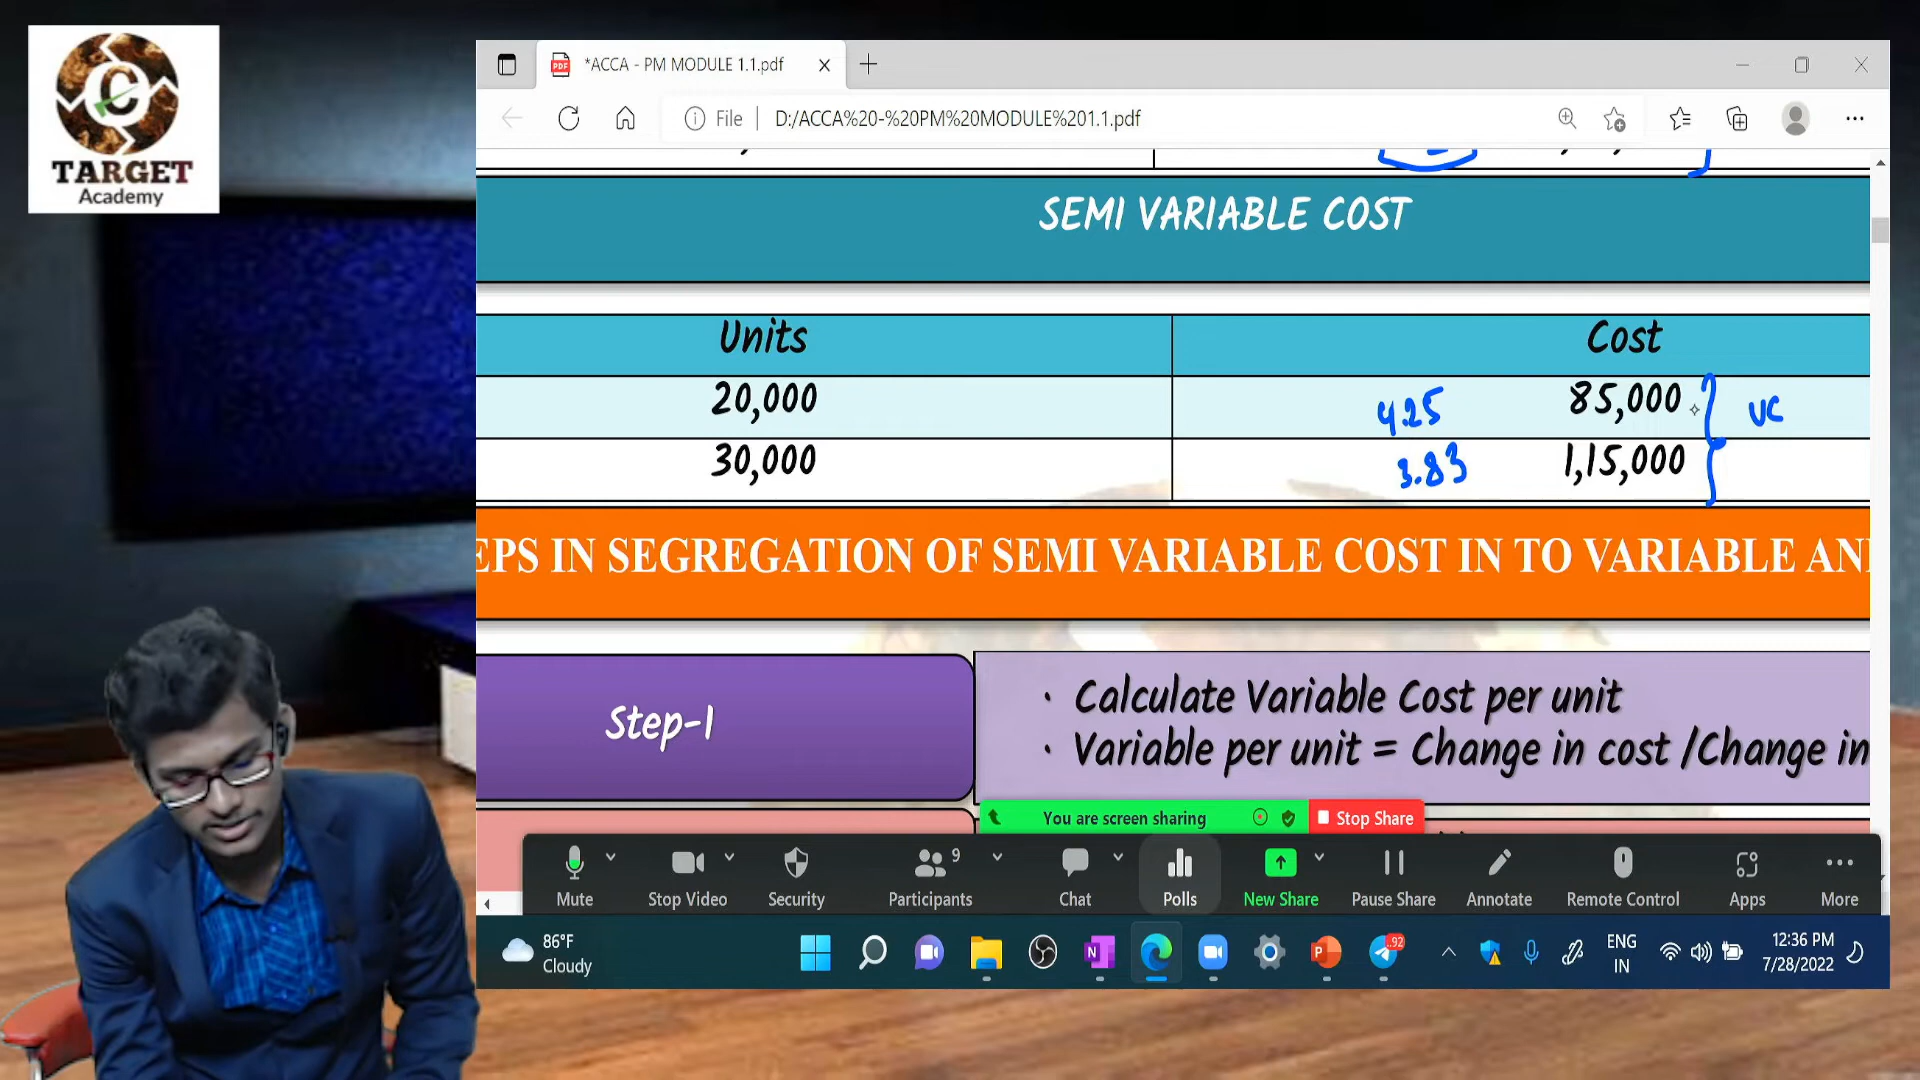 C
TARGET
Academy
*ACCA - PM MODULE 1.1.pdf
File
D:/ACCA%20-%20PM%20MODULE%201.1.pdf
SEMI VARIABLE COST
Units
Cost
20,000
4.25
85,000
VC
30,000
3.83
1,15,000
EPS IN SEGREGATION OF SEMI VARIABLE COST IN TO VARIABLE AN
Step-1
· Calculate Variable Cost per unit
· Variable per unit = Change in cost /Change in
You are screen sharing
Stop Share
9
Mute
Stop Video
Security
Participants
Chat
Polls
New Share
Pause Share
Annotate
Remote Control
Apps
More
86°F
Cloudy
N
P
..92
ENG
IN
12:36 PM
7/28/2022